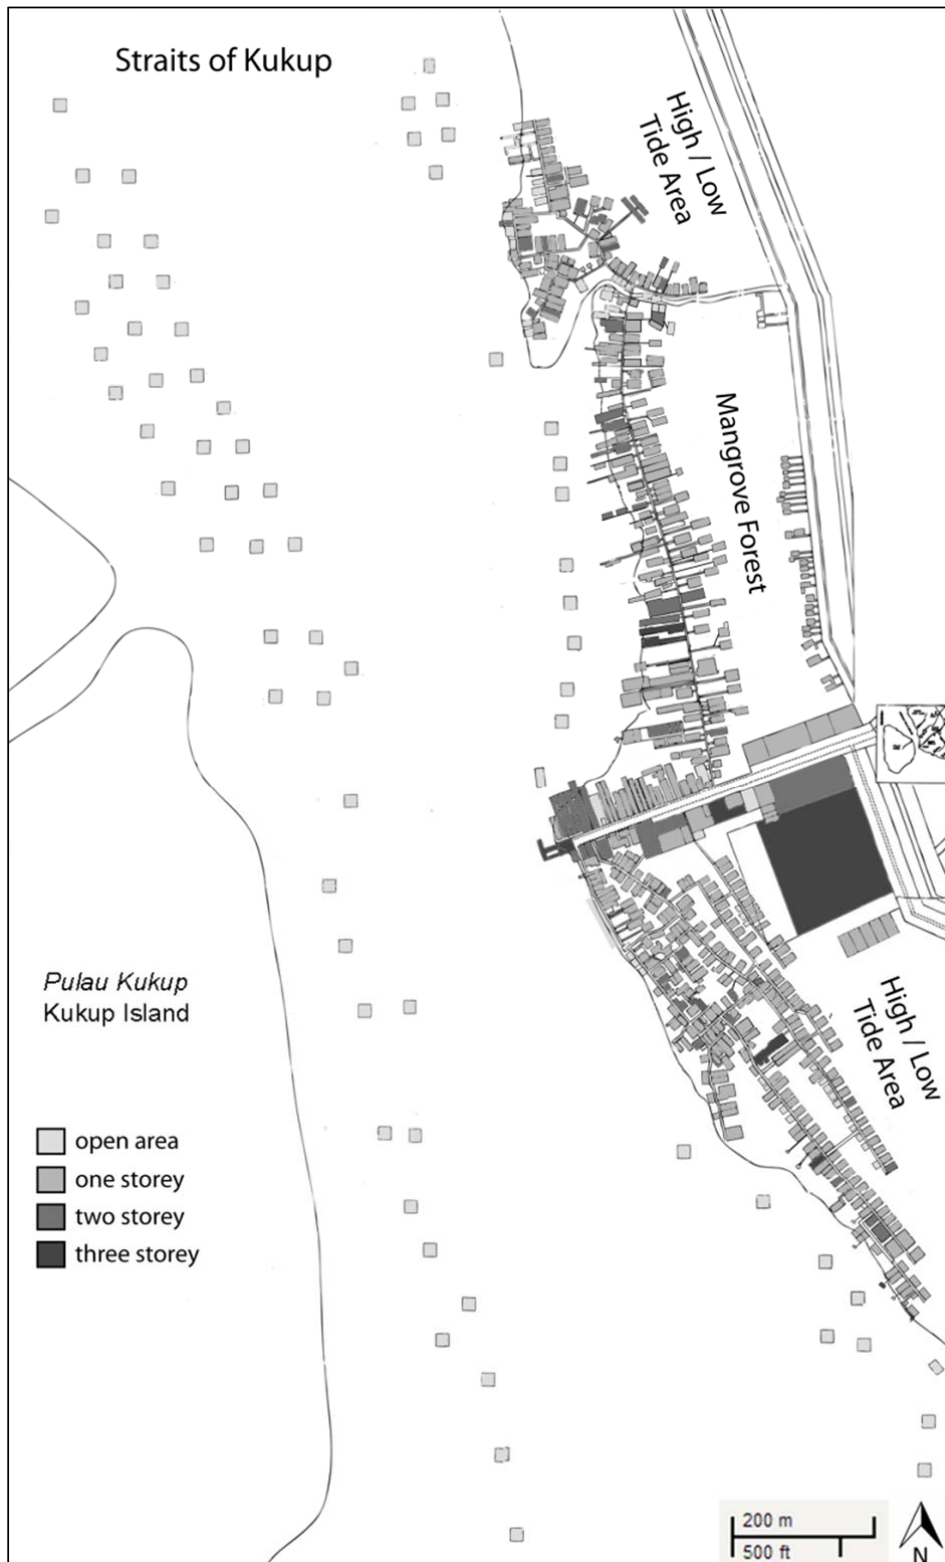 Straits of Kukup
High / Low
Tide Area
Mangrove Forest
Pulau Kukup
Kukup Island
High / Low
Tide Area
open area
one storey
two storey
three storey
200 m
500 ft
N